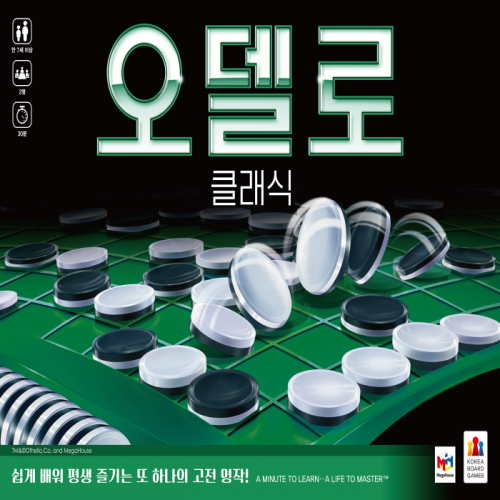 만 7세 이상
2명
30분
오델로
클래식
TM&©Othello,Co. and MegaHouse
쉽게 배워 평생 즐기는 또 하나의 고전 명작! A MINUTE TO LEARN—A LIFE TO MASTER™
MegaHouse
KOREA
BOARD
GAMES